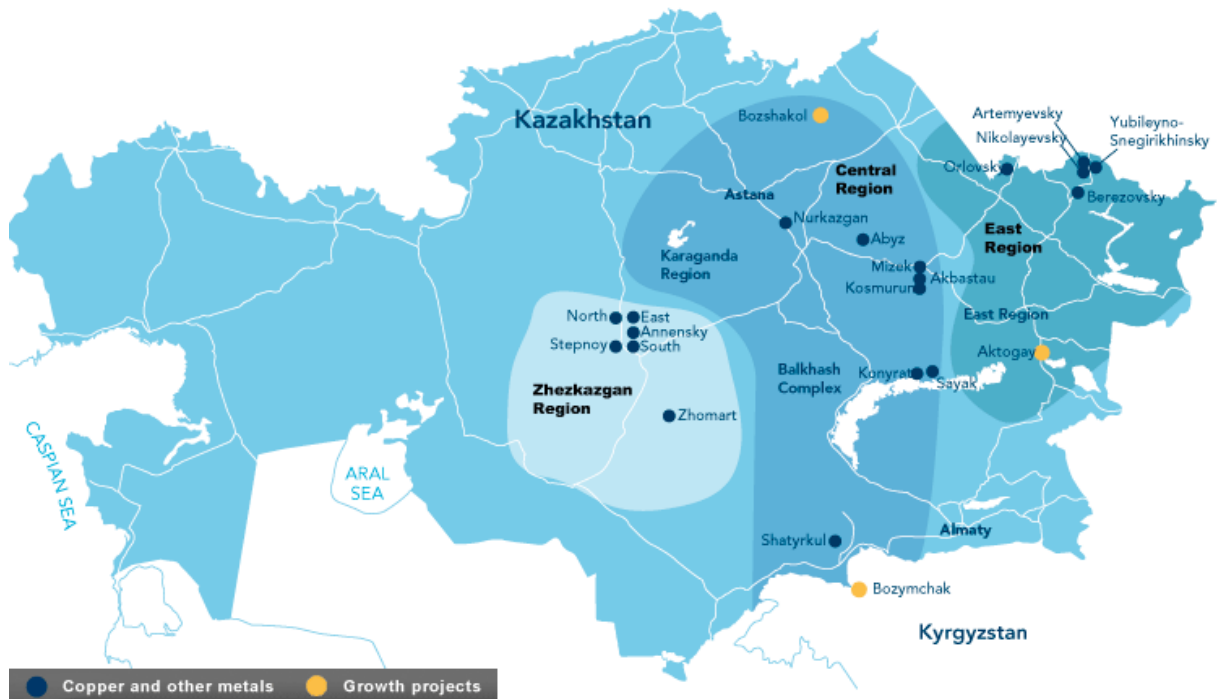 Kazakhstan
Bozshakol
Artemyevsky
Nikolayevsky
Yubileyno-
Snegirikhinsky
Orlovsky
Central
Region
Berezovsky
Astana
Nurkazgan
Abyz
East
Region
Karaganda
Region
Mizek
Akbastau
Kosmurun
North
East
Annensky
Stepnoy
South
East Region
Aktogay
Balkhash
Complex
Konyrat
Sayak
Zhezkazgan
Region
Zhomart
CASPIAN SEA
ARAL
SEA
Shatyrkul
Almaty
Bozymchak
Kyrgyzstan
Copper and other metals
Growth projects